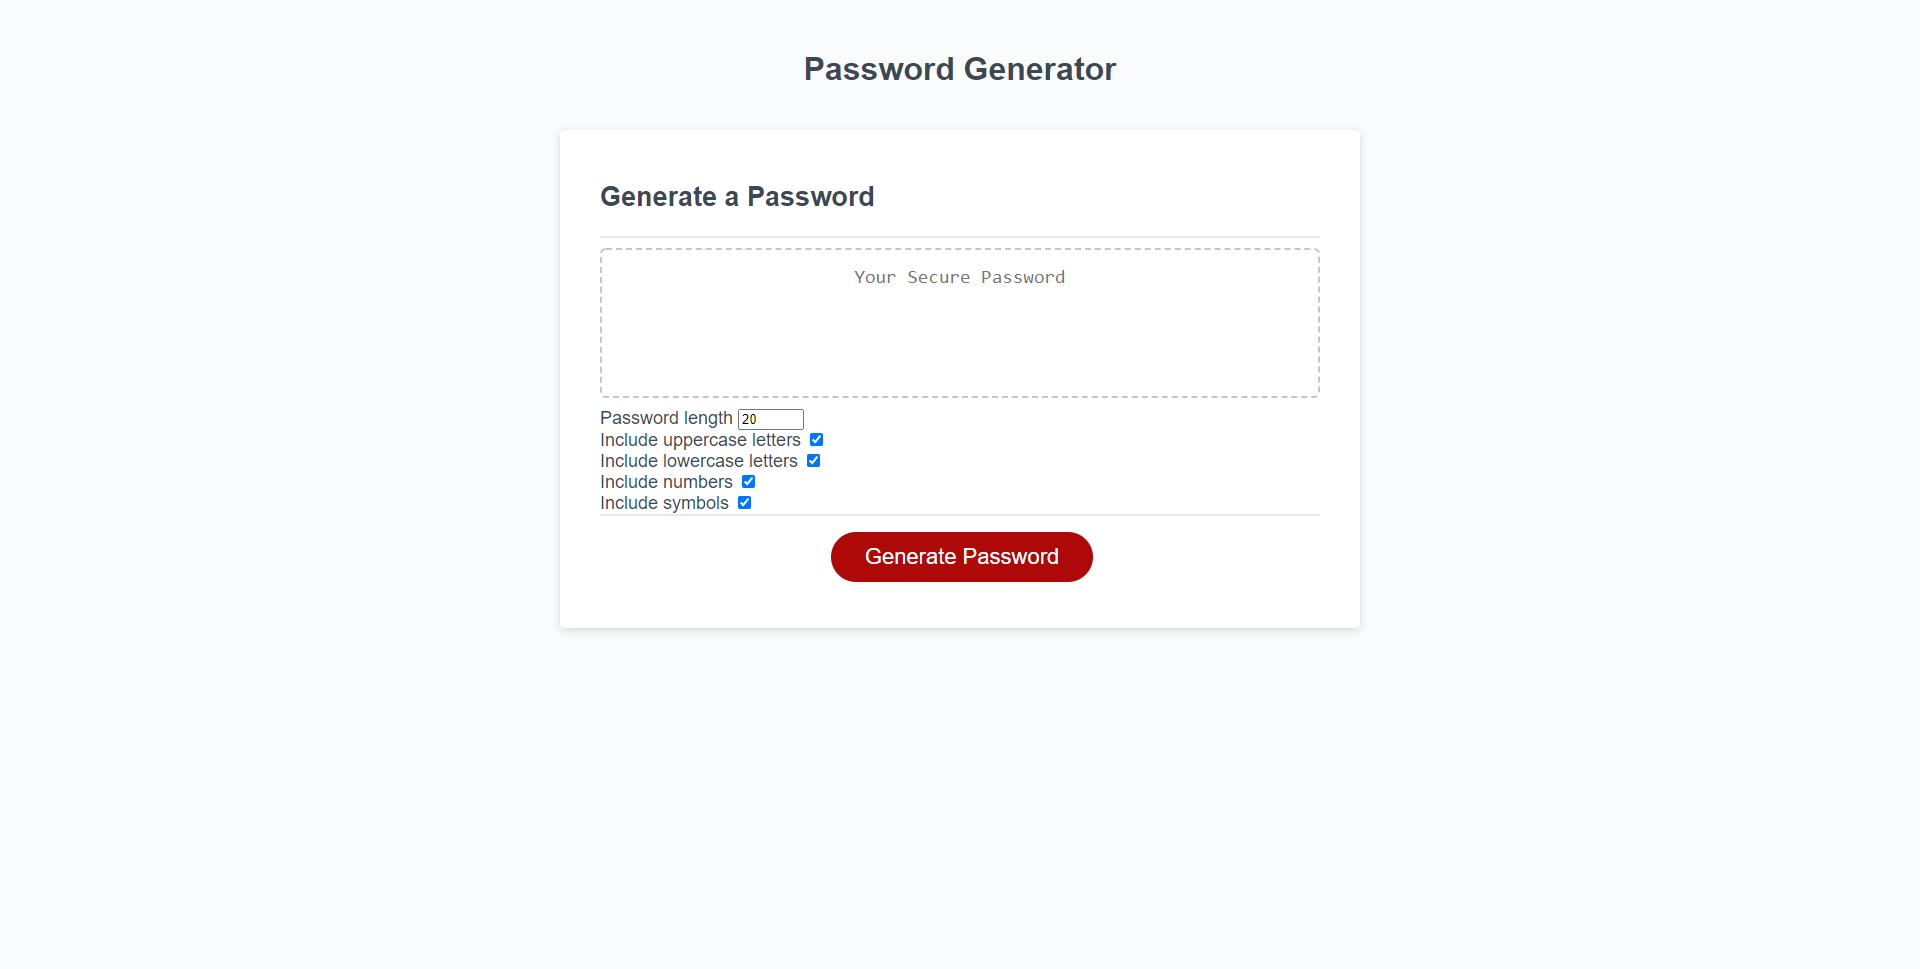 Password Generator
Generate a Password
Your Secure Password
Password length 20
Include uppercase letters
Include lowercase letters
Include numbers
Include symbols
Generate Password